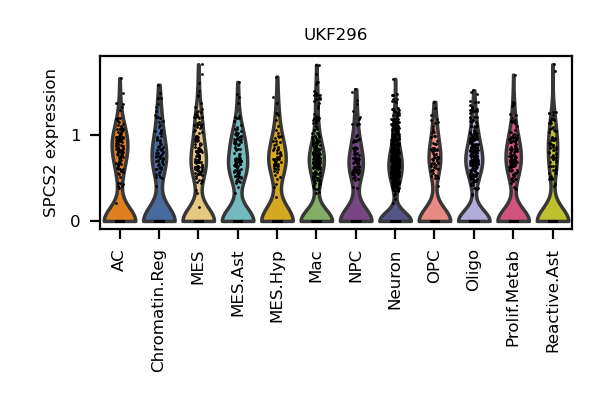 UKF296
SPCS2 expression
1
0
AC
Chromatin.Reg
MES
MES.Ast
MES.Hyp
Mac
NPC
Neuron
OPC
Oligo
Prolif.Metab
Reactive.Ast